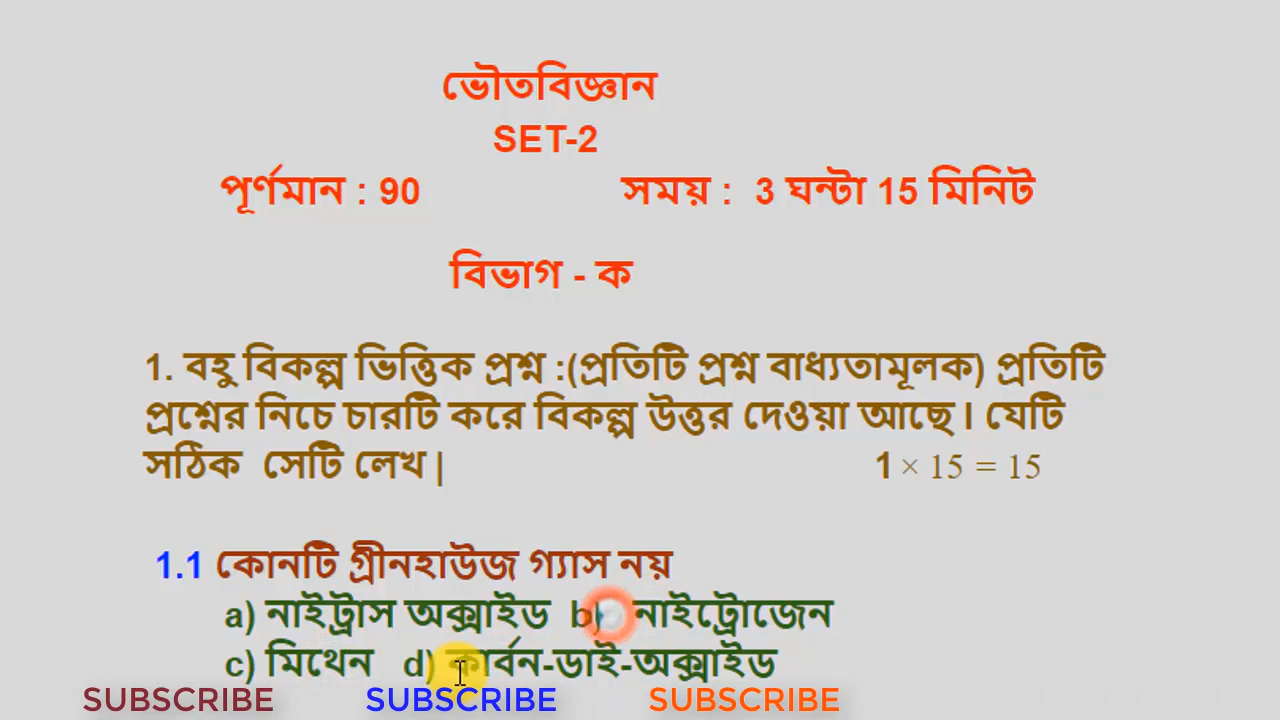 ভৌতবিজ্ঞান
SET-2
পূর্ণমান : 90 সময় : 3 ঘন্টা 15 মিনিট
বিভাগ - ক
1. বহু বিকল্প ভিত্তিক প্রশ্ন :(প্রতিটি প্রশ্ন বাধ্যতামূলক) প্রতিটি
প্রশ্নের নিচে চারটি করে বিকল্প উত্তর দেওয়া আছে। যেটি
সঠিক সেটি লেখ | 1 × 15 = 15
1.1 কোনটি গ্রীনহাউজ গ্যাস নয়
a) নাইট্রাস অক্সাইড b) নাইট্রোজেন
c) মিথেন d) কার্বন-ডাই-অক্সাইড
SUBSCRIBE SUBSCRIBE SUBSCRIBE